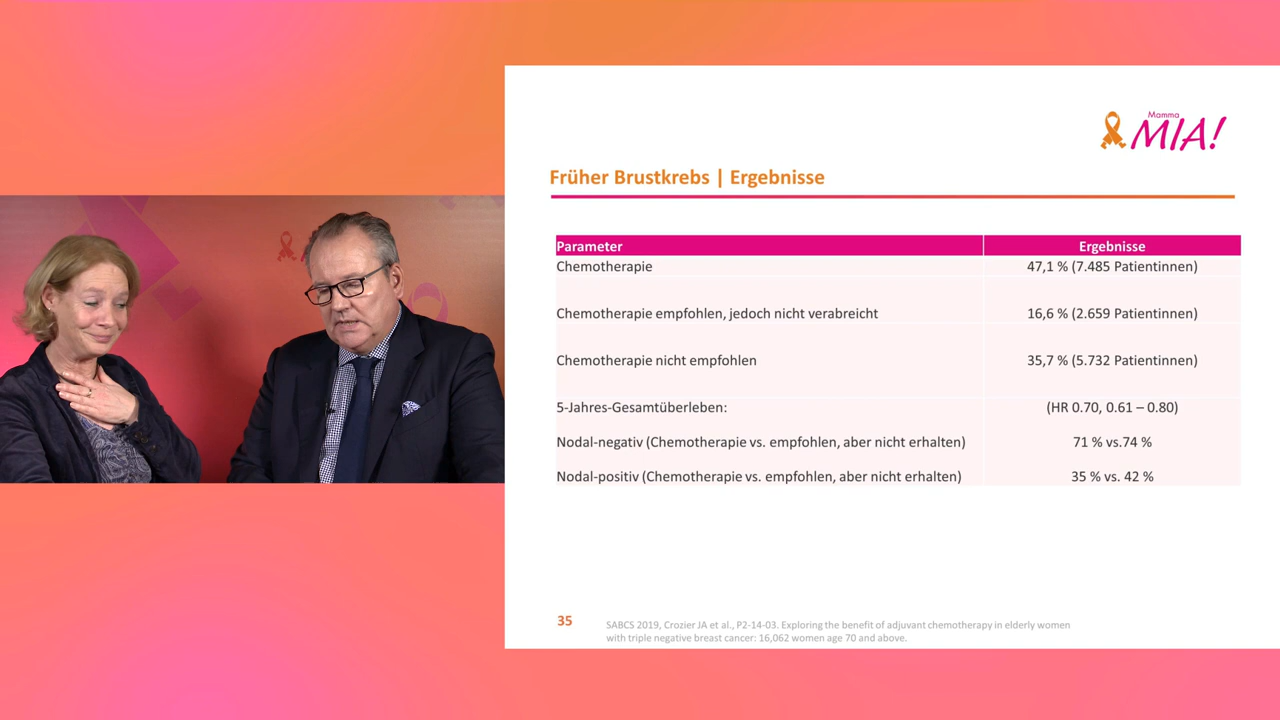 Mamma
MIA!
Früher Brustkrebs | Ergebnisse
Parameter Ergebnisse
Chemotherapie 47,1 % (7.485 Patientinnen)
Chemotherapie empfohlen, jedoch nicht verabreicht 16,6 % (2.659 Patientinnen)
Chemotherapie nicht empfohlen 35,7 % (5.732 Patientinnen)
5-Jahres-Gesamtüberleben: (HR 0.70, 0.61 – 0.80)
Nodal-negativ (Chemotherapie vs. empfohlen, aber nicht erhalten) 71 % vs.74 %
Nodal-positiv (Chemotherapie vs. empfohlen, aber nicht erhalten) 35 % vs. 42 %
35
SABCS 2019, Crozier JA et al., P2-14-03. Exploring the benefit of adjuvant chemotherapy in elderly women
with triple negative breast cancer: 16,062 women age 70 and above.